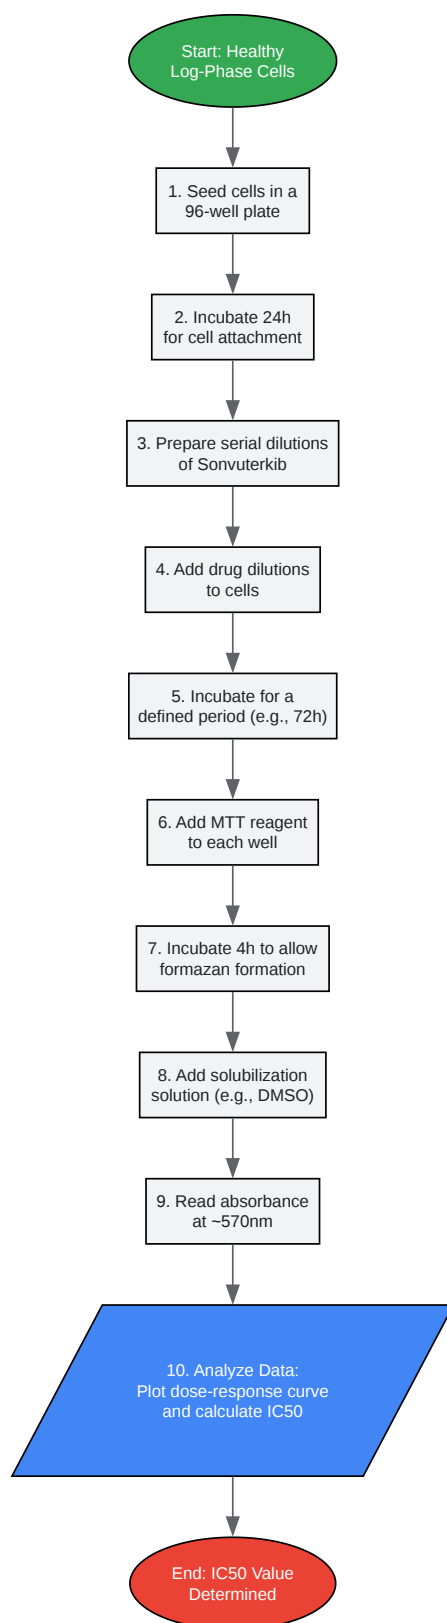 Start: Healthy
Log-Phase Cells
1. Seed cells in a
96-well plate
2. Incubate 24h
for cell attachment
3. Prepare serial dilutions
of Sonvuterkib
4. Add drug dilutions
to cells
5. Incubate for a
defined period (e.g., 72h)
6. Add MTT reagent
to each well
7. Incubate 4h to allow
formazan formation
8. Add solubilization
solution (e.g., DMSO)
9. Read absorbance
at ~570nm
10. Analyze Data:
Plot dose-response curve
and calculate IC50
End: IC50 Value
Determined